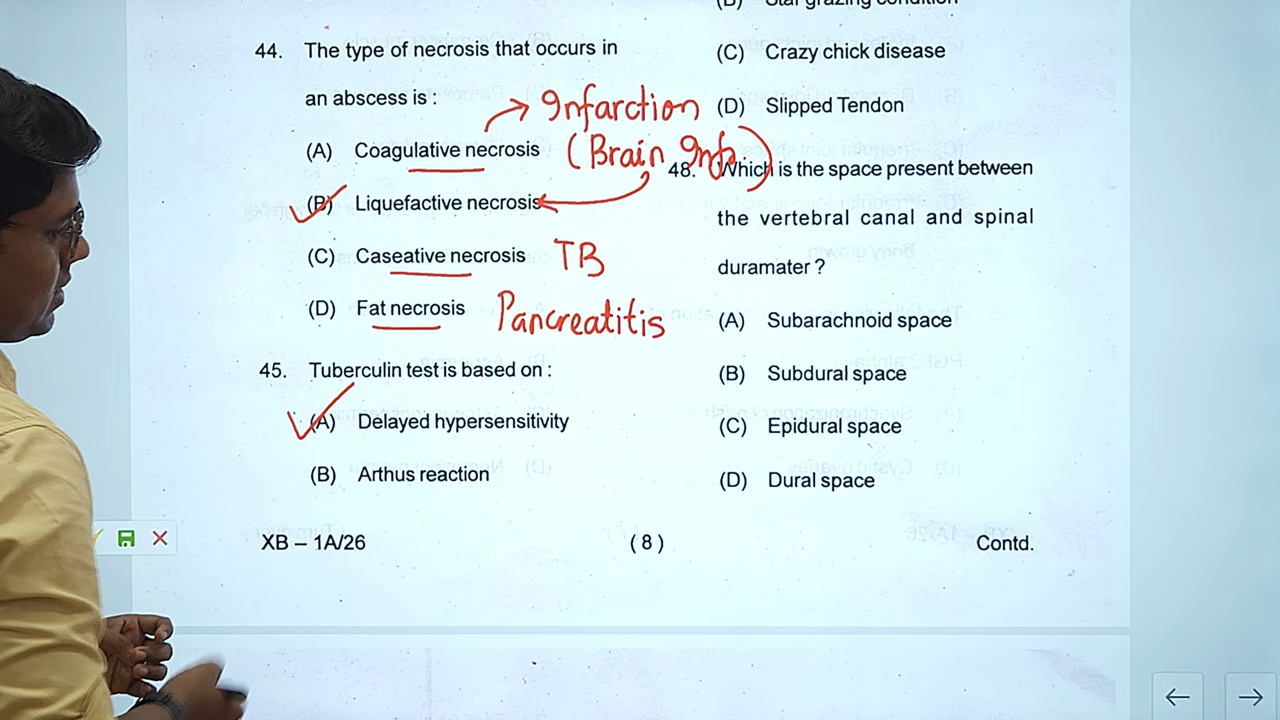 44. The type of necrosis that occurs in
an abscess is :
(A) Coagulative necrosis
Infarction
(Brain Infr.)
(B) Liquefactive necrosis
(C) Caseative necrosis TB
(D) Fat necrosis Pancreatitis
45. Tuberculin test is based on :
(A) Delayed hypersensitivity
(B) Arthus reaction
(D) Star grazing condition
(C) Crazy chick disease
(D) Slipped Tendon
48. Which is the space present between
the vertebral canal and spinal
duramater ?
(A) Subarachnoid space
(B) Subdural space
(C) Epidural space
(D) Dural space
XB – 1A/26 ( 8 ) Contd.